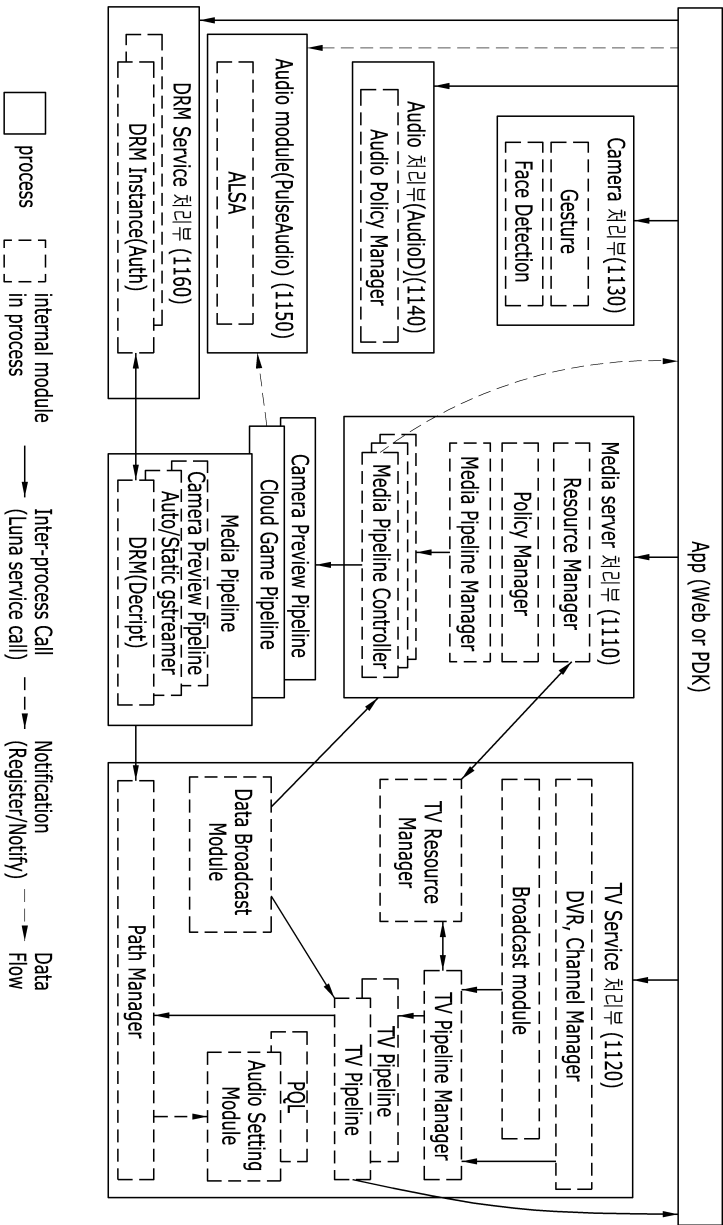 App (Web or PDK)
Camera 처리부(1130)
Gesture
Face Detection
Audio 처리부(AudioD)(1140)
Audio Policy Manager
Audio module(PulseAudio) (1150)
ALSA
DRM Service 처리부 (1160)
DRM Instance(Auth)
Media server 처리부 (1110)
Resource Manager
Policy Manager
Media Pipeline Manager
Media Pipeline Controller
Camera Preview Pipeline
Cloud Game Pipeline
Media Pipeline
Camera Preview Pipeline
Auto/Static gstreamer
DRM(Decript)
TV Service 처리부 (1120)
DVR, Channel Manager
Broadcast module
TV Resource
Manager
TV Pipeline Manager
TV Pipeline
TV Pipeline
Data Broadcast
Module
PQL
Audio Setting
Module
Path Manager
process
internal module
in process
Inter-process Call
(Luna service call)
Notification
(Register/Notify)
Data
Flow